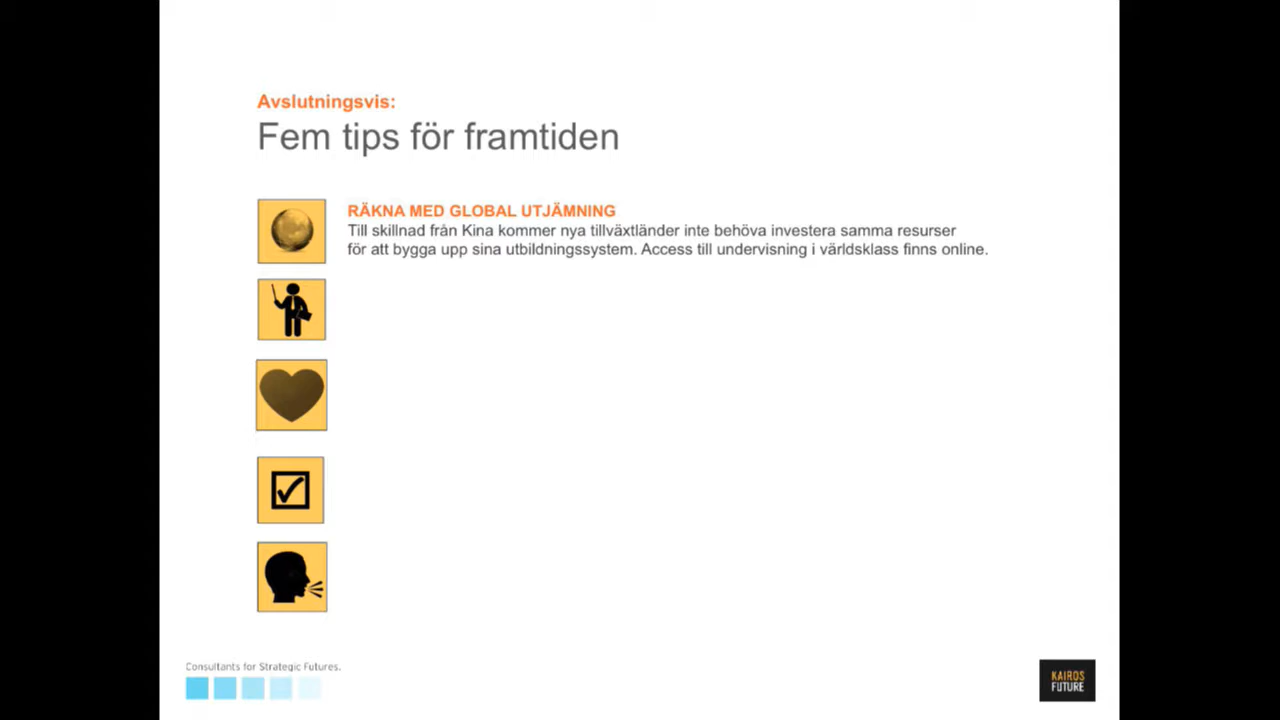 Avslutningsvis:
Fem tips för framtiden
RÄKNA MED GLOBAL UTJÄMNING
Till skillnad från Kina kommer nya tillväxtländer inte behöva investera samma resurser
för att bygga upp sina utbildningssystem. Access till undervisning i världsklass finns online.
Consultants for Strategic Futures.
KAIROS
FUTURE